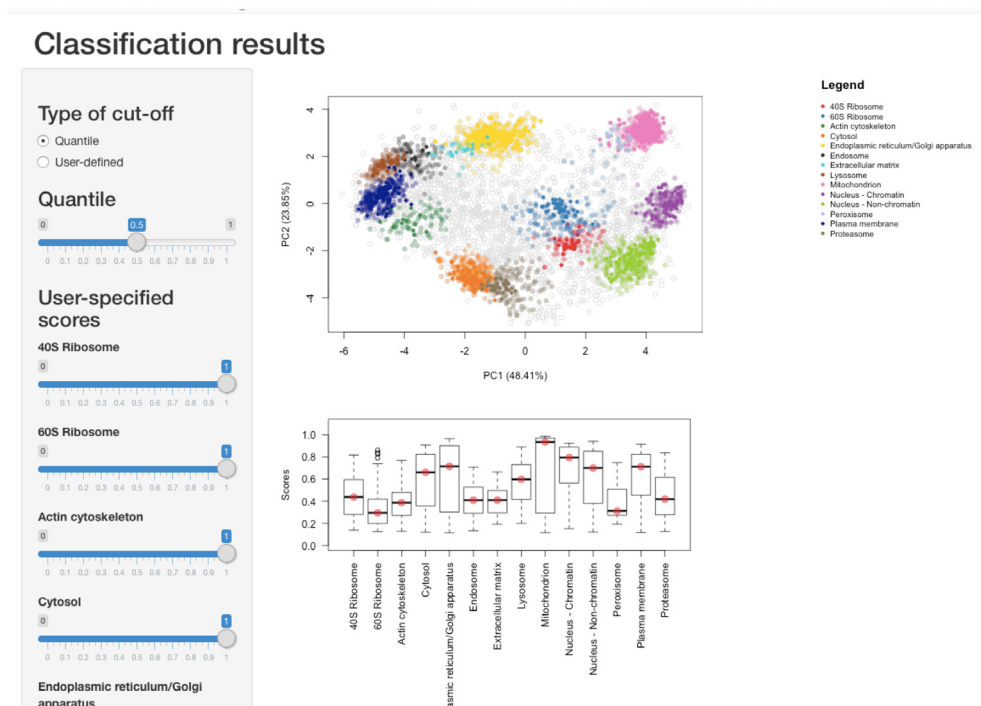 Classification results
Type of cut-off
Quantile
User-defined
Quantile
0 0.5 1
0 0.1 0.2 0.3 0.4 0.5 0.6 0.7 0.8 0.9 1
User-specified
scores
40S Ribosome
0 1
0 0.1 0.2 0.3 0.4 0.5 0.6 0.7 0.8 0.9 1
60S Ribosome
0 1
0 0.1 0.2 0.3 0.4 0.5 0.6 0.7 0.8 0.9 1
Actin cytoskeleton
0 1
0 0.1 0.2 0.3 0.4 0.5 0.6 0.7 0.8 0.9 1
Cytosol
0 1
0 0.1 0.2 0.3 0.4 0.5 0.6 0.7 0.8 0.9 1
Endoplasmic reticulum/Golgi
apparatus
PC2 (23.85%)
4
2
0
-2
-4
-6 -4 -2 0 2 4
PC1 (48.41%)
Legend
40S Ribosome
60S Ribosome
Actin cytoskeleton
Cytosol
Endoplasmic reticulum/Golgi apparatus
Endosome
Extracellular matrix
Lysosome
Mitochondrion
Nucleus - Chromatin
Nucleus - Non-chromatin
Peroxisome
Plasma membrane
Proteasome
Scores
1.0
0.8
0.6
0.4
0.2
0.0
40S Ribosome
60S Ribosome
Actin cytoskeleton
Cytosol
asmic reticulum/Golgi apparatus
Endosome
Extracellular matrix
Lysosome
Mitochondrion
Nucleus - Chromatin
Nucleus - Non-chromatin
Peroxisome
Plasma membrane
Proteasome